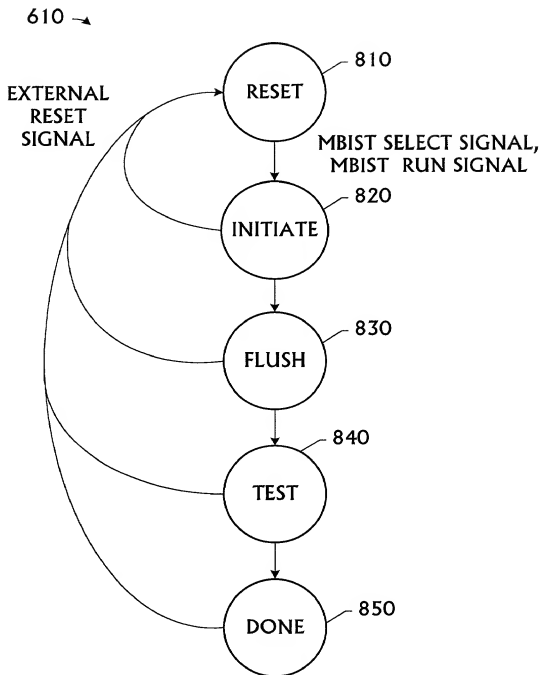 610
810
RESET
EXTERNAL
RESET
SIGNAL
MBIST SELECT SIGNAL,
MBIST RUN SIGNAL
820
INITIATE
830
FLUSH
840
TEST
850
DONE